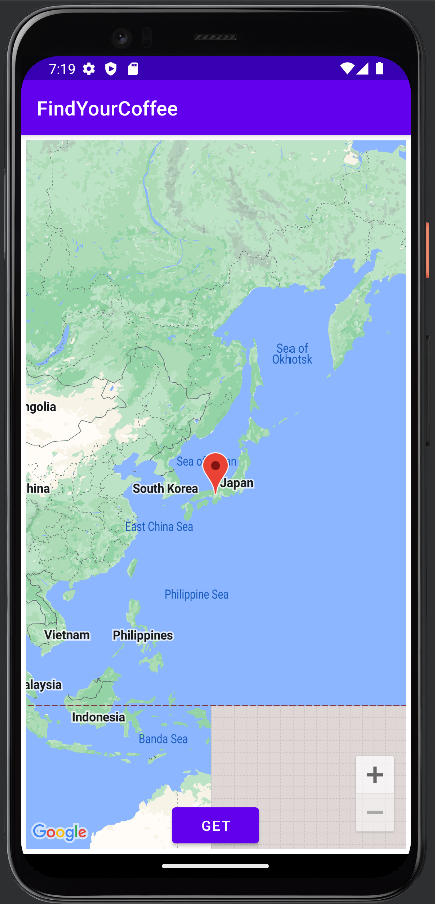 7:19
FindYourCoffee
Sea of
Okhotsk
ngolia
Sea of
an
Japan
hina
South Korea
East China Sea
Philippine Sea
Vietnam
Philippines
alaysia
Indonesia
Banda Sea
+
−
Google
GET